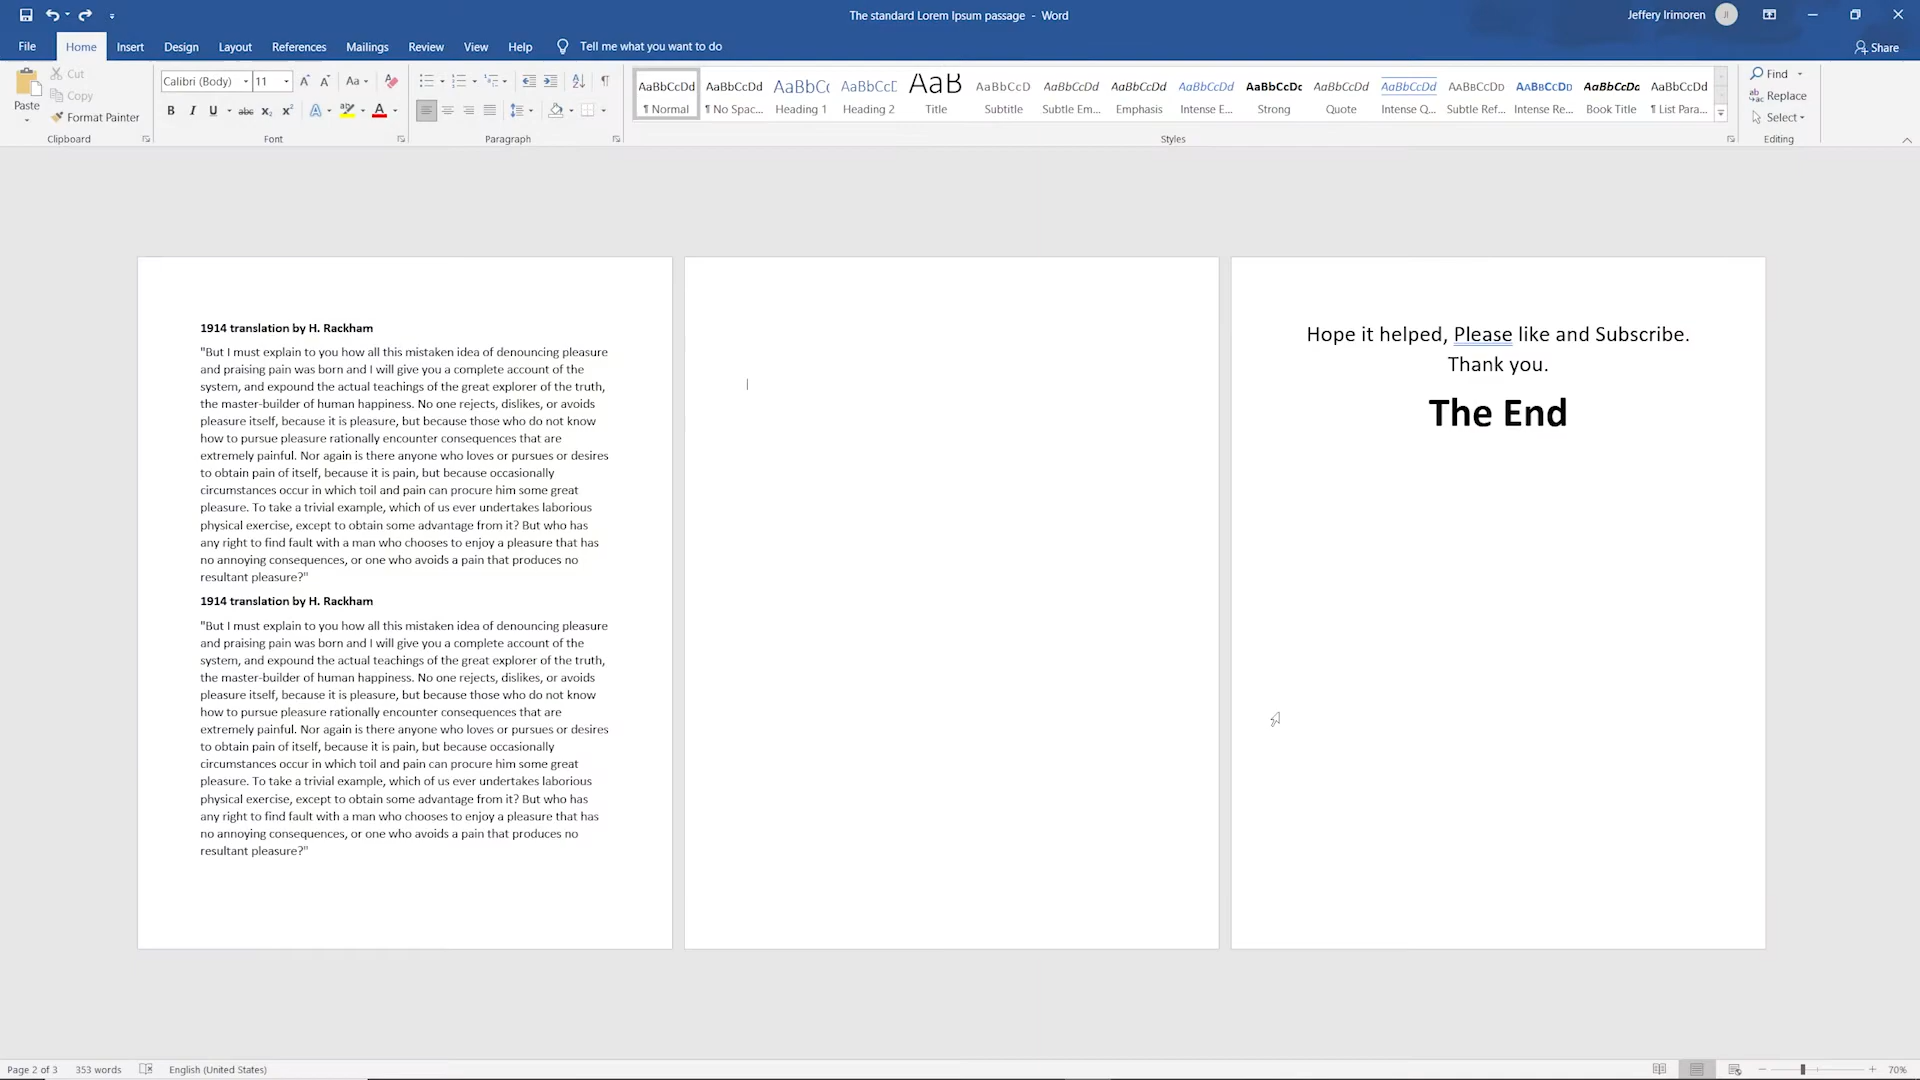 The standard Lorem Ipsum passage - Word
Jeffery Irimoren
JI
File
Home
Insert
Design
Layout
References
Mailings
Review
View
Help
Tell me what you want to do
Share
Paste
Cut
Copy
Format Painter
Clipboard
Calibri (Body)
11
Font
Paragraph
AaBbCcDd
¶ Normal
AaBbCcDd
¶ No Spac...
AaBbC(
Heading 1
AaBbCcE
Heading 2
AaB
Title
AaBbCcD
Subtitle
AaBbCcDd
Subtle Em...
AaBbCcDd
Emphasis
AaBbCcDd
Intense E...
AaBbCcDc
Strong
AaBbCcDd
Quote
AaBbCcDd
Intense Q...
AABBCCDD
Subtle Ref...
AABBCCDD
Intense Re...
AaBbCcDd
Book Title
AaBbCcDd
¶ List Para...
Styles
Find
Replace
Select
Editing
1914 translation by H. Rackham
"But I must explain to you how all this mistaken idea of denouncing pleasure
and praising pain was born and I will give you a complete account of the
system, and expound the actual teachings of the great explorer of the truth,
the master-builder of human happiness. No one rejects, dislikes, or avoids
pleasure itself, because it is pleasure, but because those who do not know
how to pursue pleasure rationally encounter consequences that are
extremely painful. Nor again is there anyone who loves or pursues or desires
to obtain pain of itself, because it is pain, but because occasionally
circumstances occur in which toil and pain can procure him some great
pleasure. To take a trivial example, which of us ever undertakes laborious
physical exercise, except to obtain some advantage from it? But who has
any right to find fault with a man who chooses to enjoy a pleasure that has
no annoying consequences, or one who avoids a pain that produces no
resultant pleasure?"
1914 translation by H. Rackham
"But I must explain to you how all this mistaken idea of denouncing pleasure
and praising pain was born and I will give you a complete account of the
system, and expound the actual teachings of the great explorer of the truth,
the master-builder of human happiness. No one rejects, dislikes, or avoids
pleasure itself, because it is pleasure, but because those who do not know
how to pursue pleasure rationally encounter consequences that are
extremely painful. Nor again is there anyone who loves or pursues or desires
to obtain pain of itself, because it is pain, but because occasionally
circumstances occur in which toil and pain can procure him some great
pleasure. To take a trivial example, which of us ever undertakes laborious
physical exercise, except to obtain some advantage from it? But who has
any right to find fault with a man who chooses to enjoy a pleasure that has
no annoying consequences, or one who avoids a pain that produces no
resultant pleasure?"
Hope it helped, Please like and Subscribe.
Thank you.
The End
Page 2 of 3
353 words
English (United States)
70%